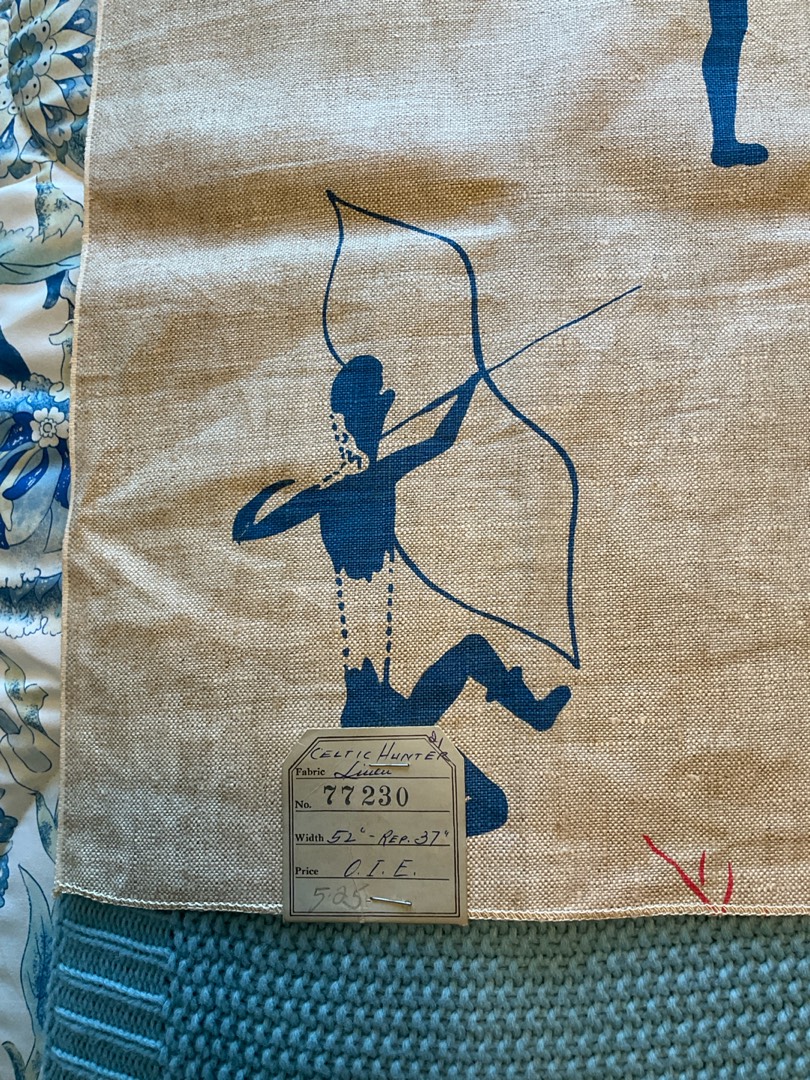 CELTIC HUNTER
Fabric Linen
No. 77230
Width 52" - REP. 37"
Price O. I. E.
525